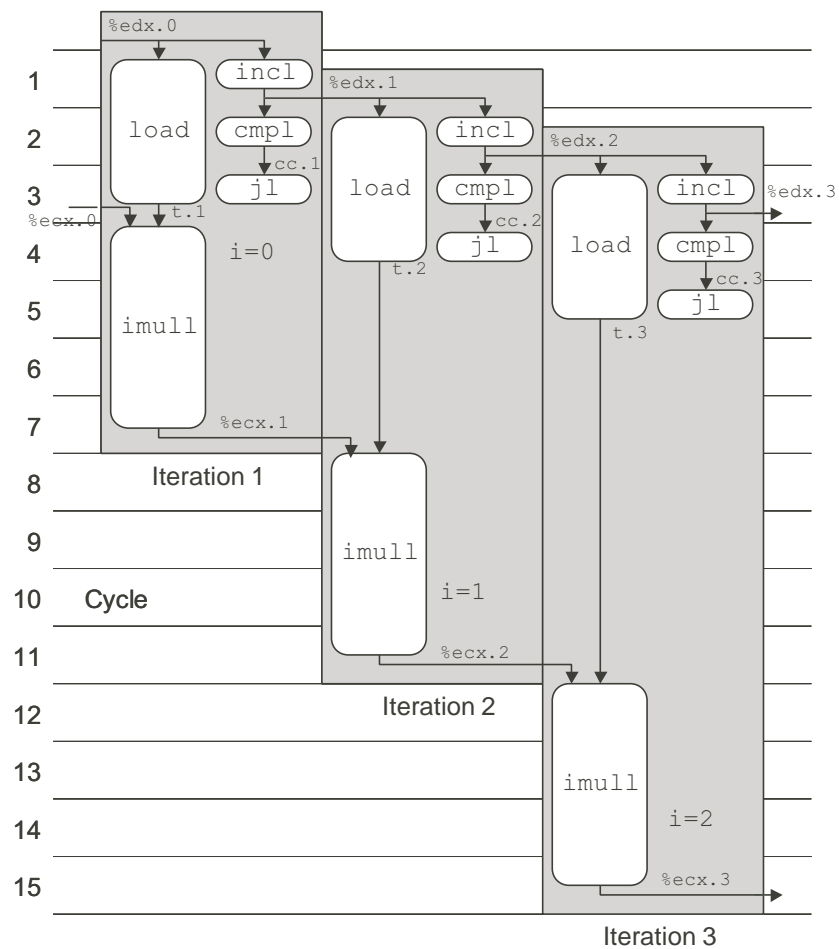 %edx.0
1
incl
%edx.1
load
2
cmpl
incl
%edx.2
cc.1
load
3
jl
cmpl
incl
%edx.3
%ecx.0
t.1
cc.2
load
4
i=0
jl
cmpl
t.2
cc.3
5
imull
jl
t.3
6
7
%ecx.1
8
Iteration 1
9
imull
10
Cycle
i=1
11
%ecx.2
12
Iteration 2
13
imull
14
i=2
15
%ecx.3
Iteration 3